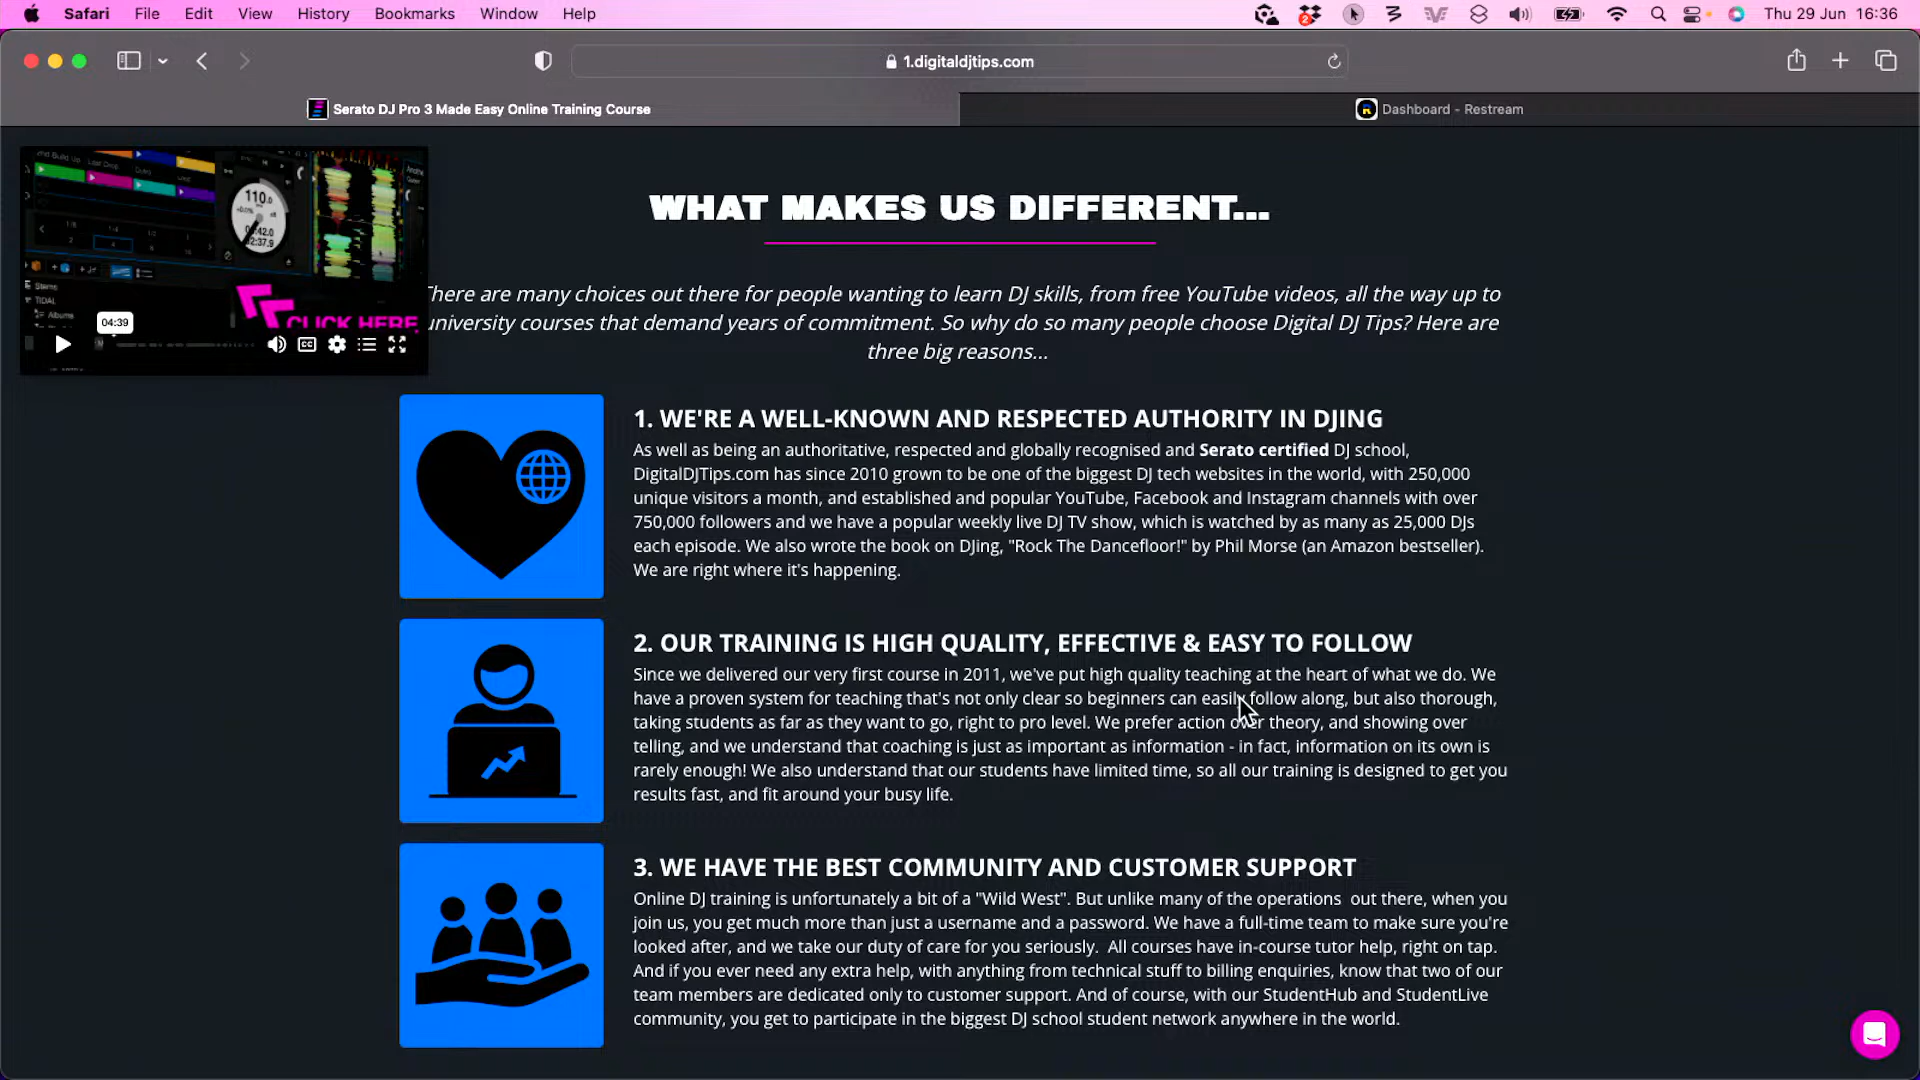 Safari File Edit View History Bookmarks Window Help
2
Thu 29 Jun 16:36
1.digitaldjtips.com
Serato DJ Pro 3 Made Easy Online Training Course
Dashboard - Restream
110.0
2:37.9
Stems
TIDAL
Albums
CLICK HERE
04:39
CC
WHAT MAKES US DIFFERENT...
There are many choices out there for people wanting to learn DJ skills, from free YouTube videos, all the way up to
university courses that demand years of commitment. So why do so many people choose Digital DJ Tips? Here are
three big reasons...
1. WE'RE A WELL-KNOWN AND RESPECTED AUTHORITY IN DJING
As well as being an authoritative, respected and globally recognised and Serato certified DJ school,
DigitalDJTips.com has since 2010 grown to be one of the biggest DJ tech websites in the world, with 250,000
unique visitors a month, and established and popular YouTube, Facebook and Instagram channels with over
750,000 followers and we have a popular weekly live DJ TV show, which is watched by as many as 25,000 DJs
each episode. We also wrote the book on DJing, "Rock The Dancefloor!" by Phil Morse (an Amazon bestseller).
We are right where it's happening.
2. OUR TRAINING IS HIGH QUALITY, EFFECTIVE & EASY TO FOLLOW
Since we delivered our very first course in 2011, we've put high quality teaching at the heart of what we do. We
have a proven system for teaching that's not only clear so beginners can easily follow along, but also thorough,
taking students as far as they want to go, right to pro level. We prefer action over theory, and showing over
telling, and we understand that coaching is just as important as information - in fact, information on its own is
rarely enough! We also understand that our students have limited time, so all our training is designed to get you
results fast, and fit around your busy life.
3. WE HAVE THE BEST COMMUNITY AND CUSTOMER SUPPORT
Online DJ training is unfortunately a bit of a "Wild West". But unlike many of the operations out there, when you
join us, you get much more than just a username and a password. We have a full-time team to make sure you're
looked after, and we take our duty of care for you seriously. All courses have in-course tutor help, right on tap.
And if you ever need any extra help, with anything from technical stuff to billing enquiries, know that two of our
team members are dedicated only to customer support. And of course, with our StudentHub and StudentLive
community, you get to participate in the biggest DJ school student network anywhere in the world.